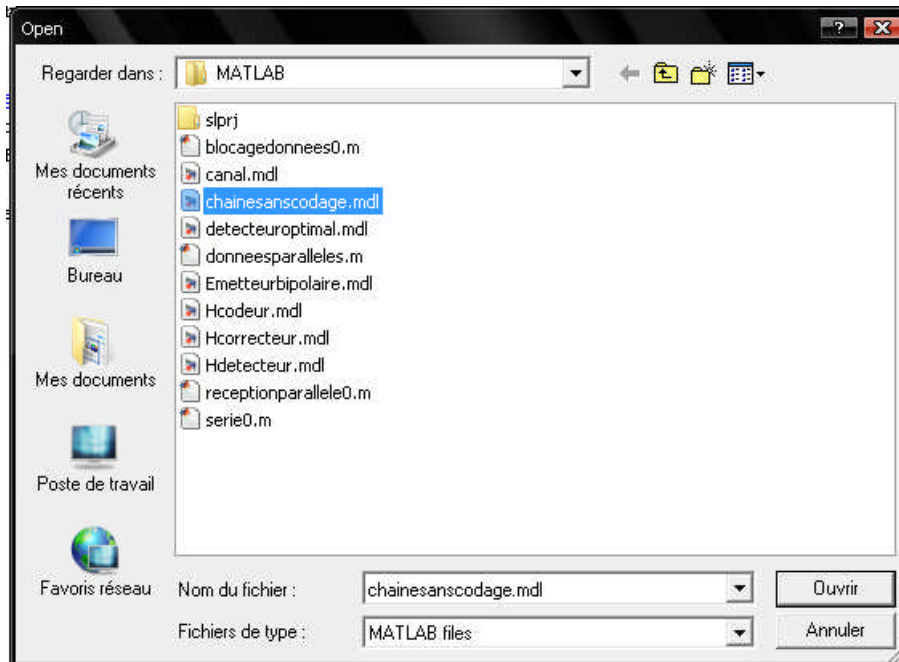 Open
Regarder dans :
MATLAB
Mes documents
récents
Bureau
Mes documents
Poste de travail
Favoris réseau
slprj
blocagedonnees0.m
canal.mdl
chainesanscodage.mdl
detecteuroptimal.mdl
donneesparalleles.m
Emetteurbipolaire.mdl
Hcodeur.mdl
Hcorrecteur.mdl
Hdetecteur.mdl
receptionparallele0.m
serie0.m
Nom du fichier :
chainesanscodage.mdl
Ouvrir
Fichiers de type :
MATLAB files
Annuler